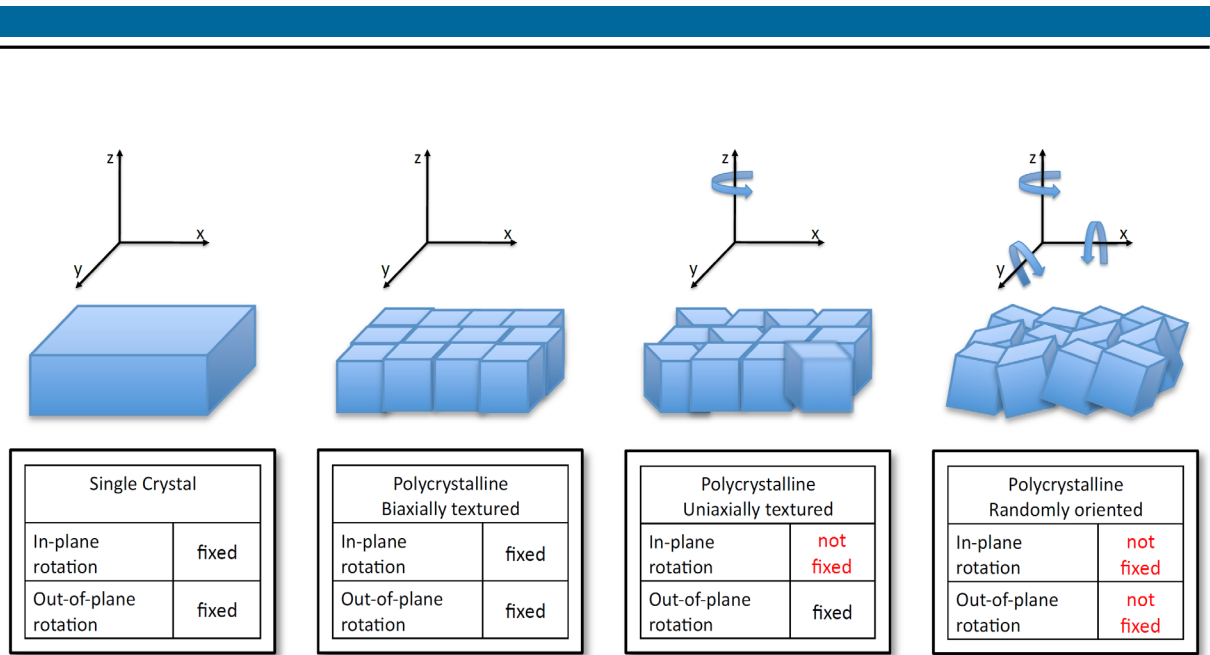 z
x
y
z
x
y
z
x
y
z
x
y
Single Crystal
In-plane
rotation
fixed
Out-of-plane
rotation
fixed
Polycrystalline
Biaxially textured
In-plane
rotation
fixed
Out-of-plane
rotation
fixed
Polycrystalline
Uniaxially textured
In-plane
rotation
not
fixed
Out-of-plane
rotation
fixed
Polycrystalline
Randomly oriented
In-plane
rotation
not
fixed
Out-of-plane
rotation
not
fixed